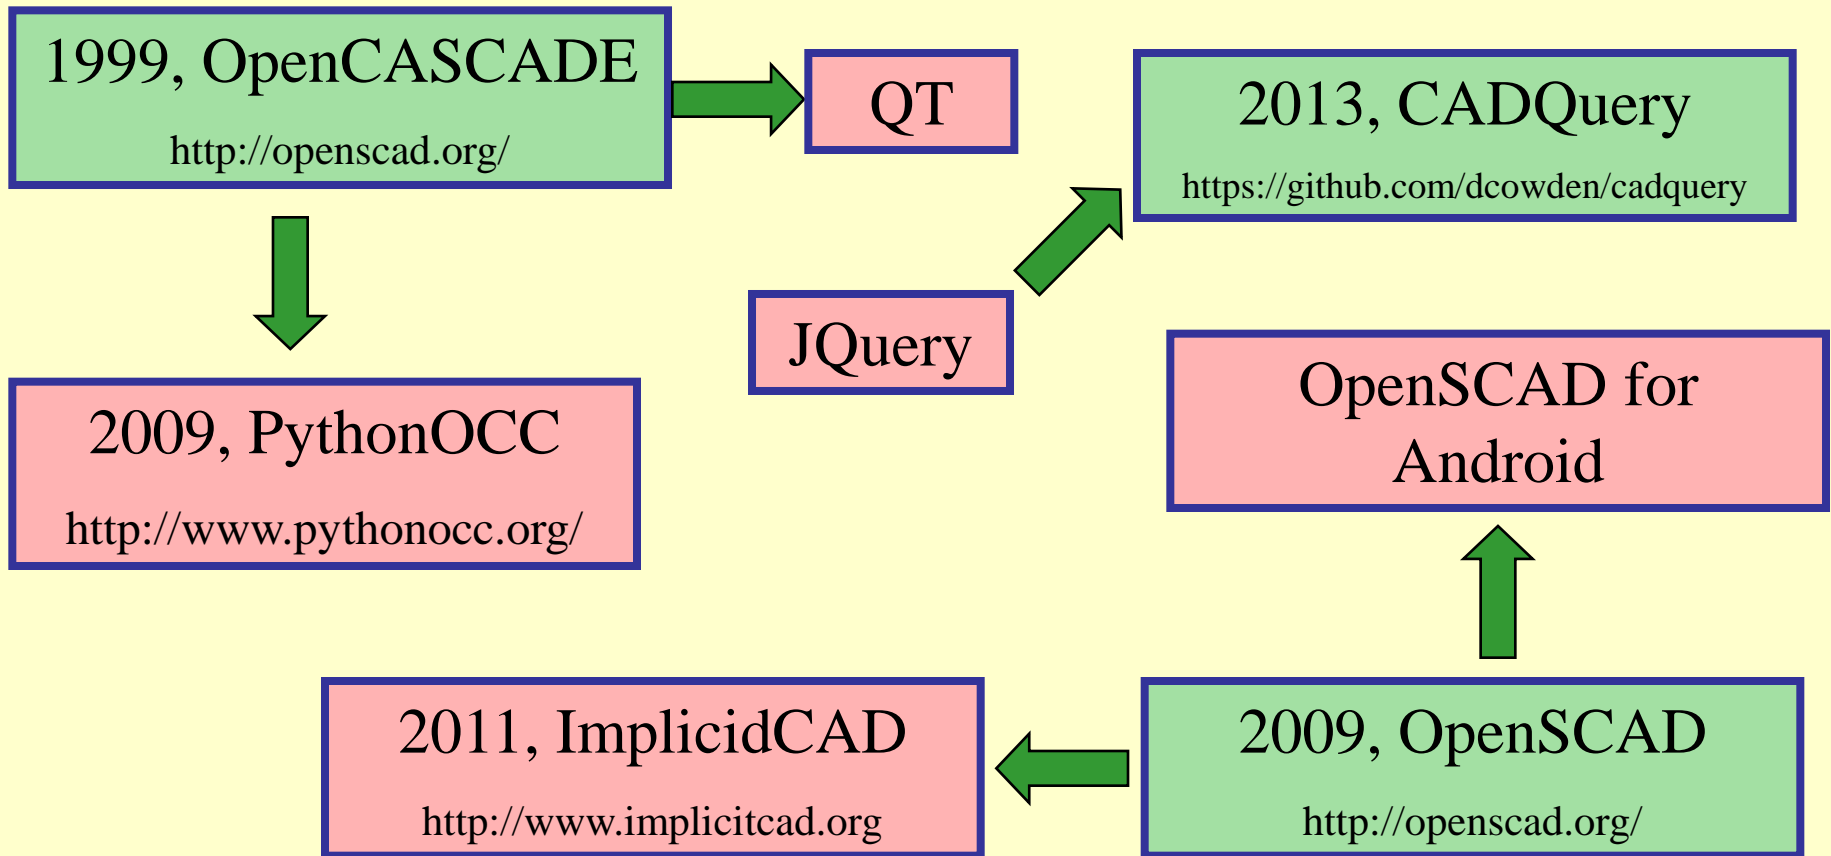 1999, OpenCASCADE
http://openscad.org/
QT
2013, CADQuery
https://github.com/dcowden/cadquery
JQuery
OpenSCAD for
Android
2009, PythonOCC
http://www.pythonocc.org/
2011, ImplicidCAD
http://www.implicitcad.org
2009, OpenSCAD
http://openscad.org/